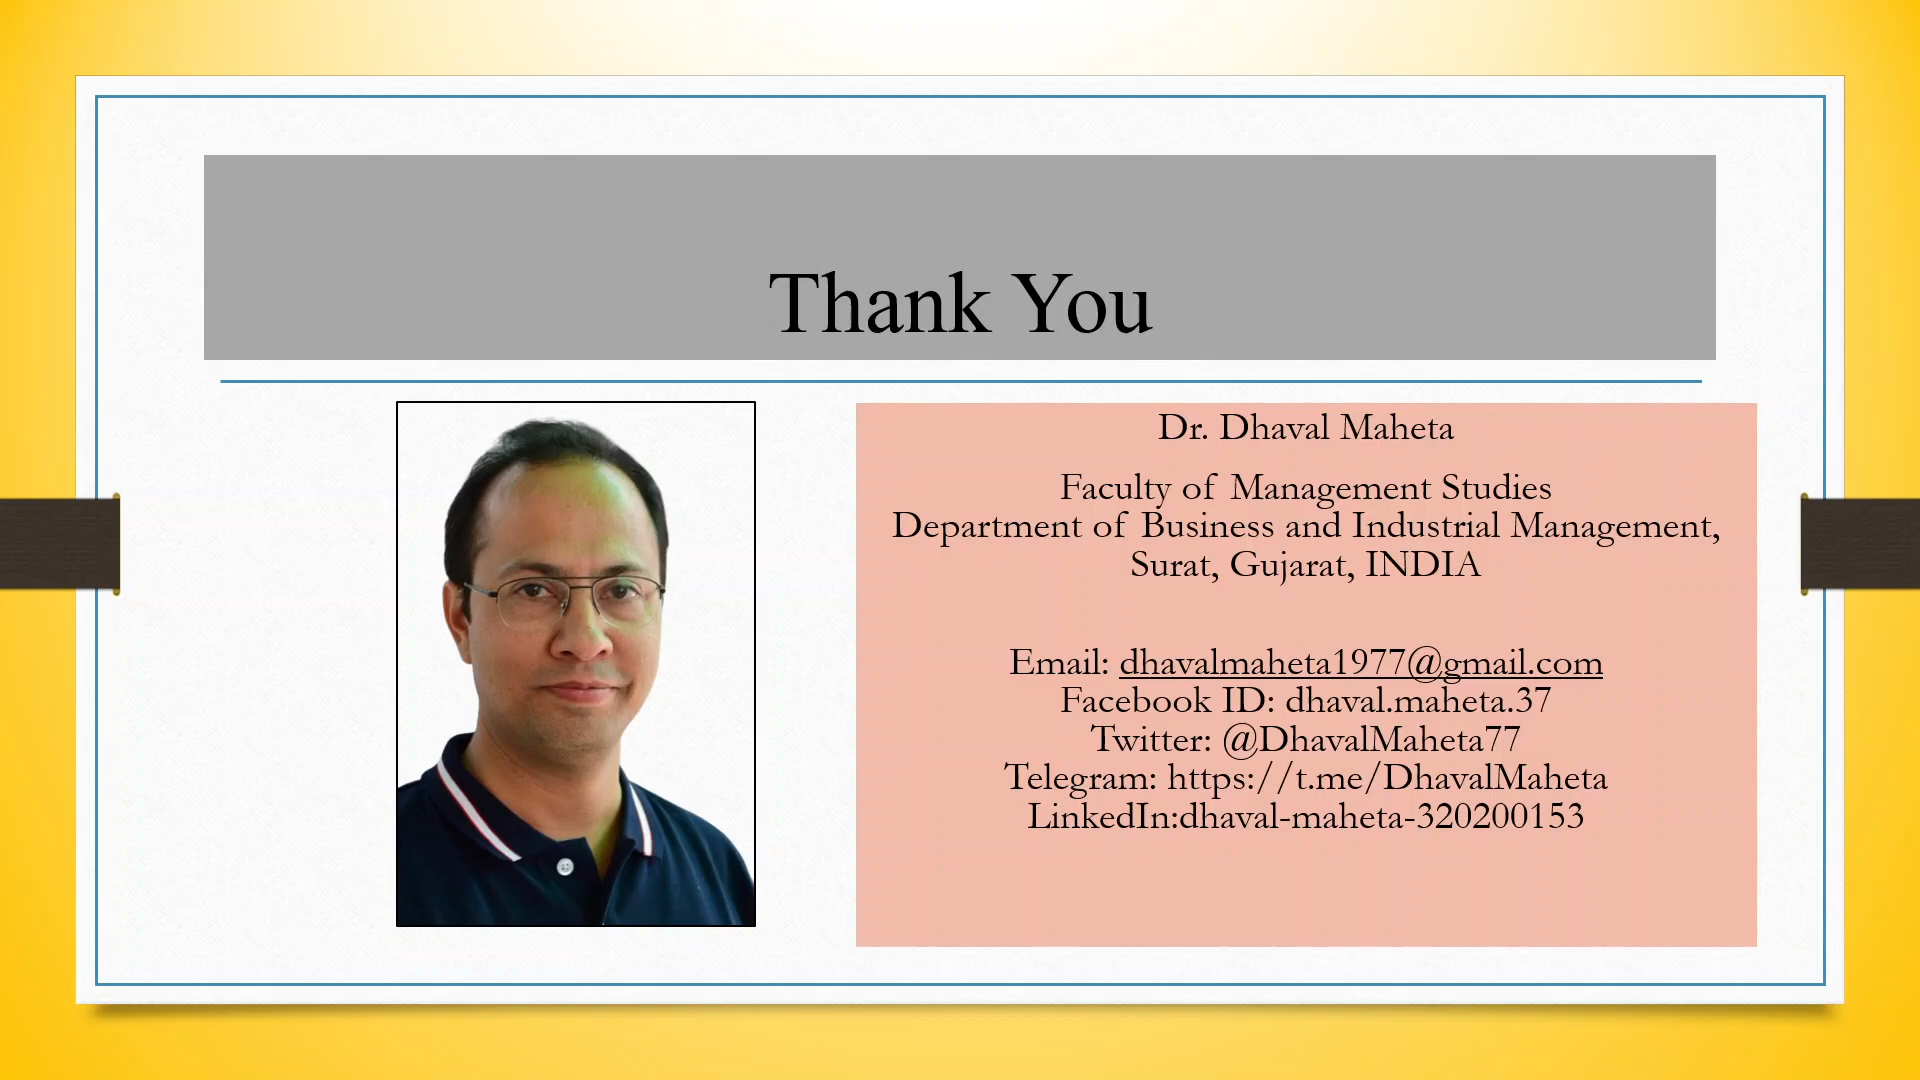 Thank You
Dr. Dhaval Maheta
Faculty of Management Studies
Department of Business and Industrial Management,
Surat, Gujarat, INDIA
Email: dhavalmaheta1977@gmail.com
Facebook ID: dhaval.maheta.37
Twitter: @DhavalMaheta77
Telegram: https://t.me/DhavalMaheta
LinkedIn:dhaval-maheta-320200153